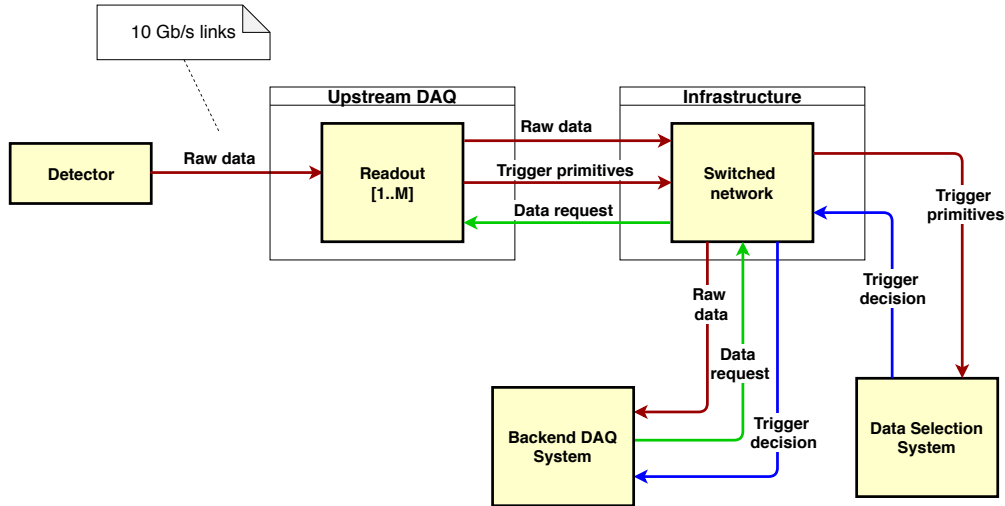 10 Gb/s links
Upstream DAQ
Infrastructure
Detector
Raw data
Readout
[1..M]
Raw data
Trigger primitives
Data request
Switched
network
Trigger
primitives
Trigger
decision
Raw
data
Data
request
Trigger
decision
Backend DAQ
System
Data Selection
System